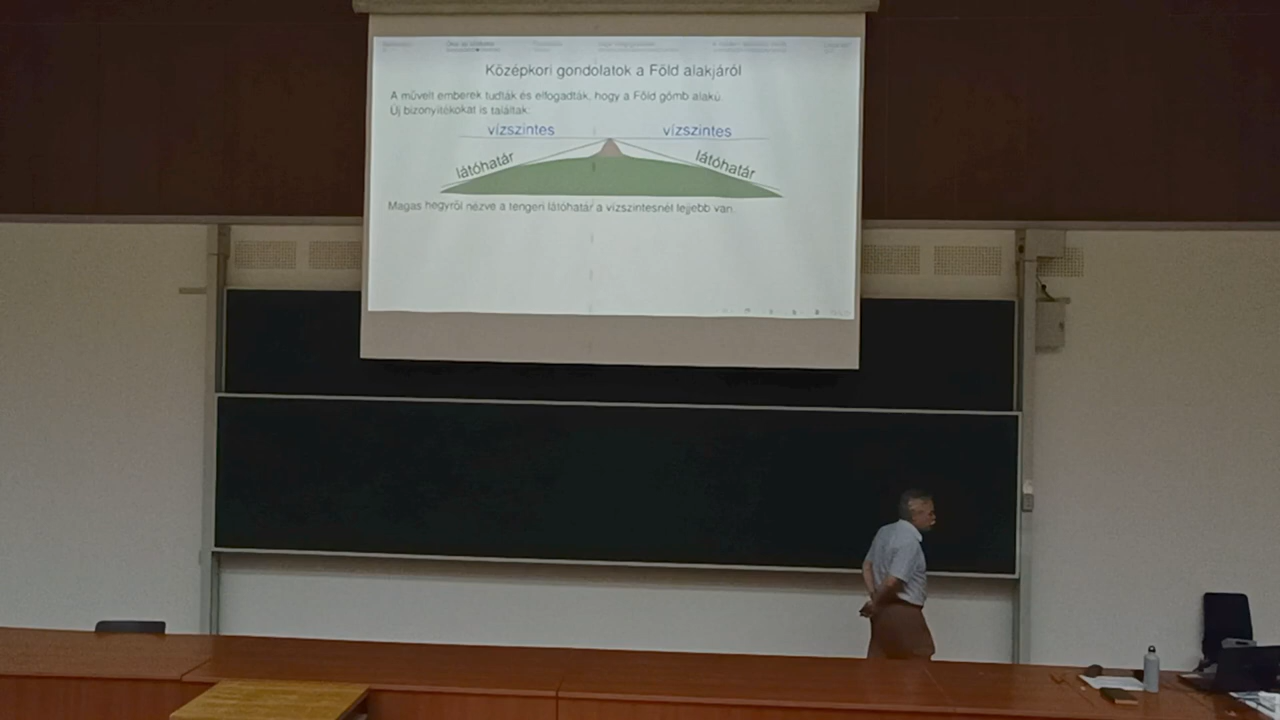 Középkori gondolatok a Föld alakjáról
A művelt emberek tudták és elfogadták, hogy a Föld gömb alakú.
Új bizonyítékokat is találtak:
vízszintes vízszintes
látóhatár látóhatár
Magas hegyről nézve a tengeri látóhatár a vízszintesnél lejjebb van.